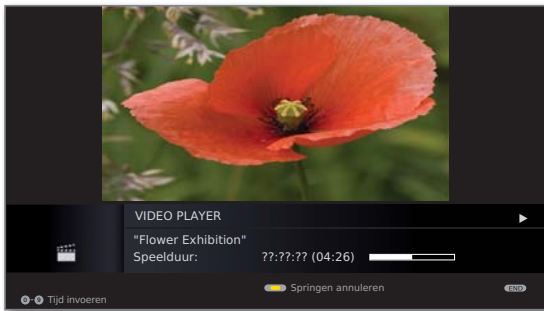 VIDEO PLAYER
"Flower Exhibition"
Speelduur: ??:??:?? (04:26)
Springen annuleren
END
0-9 Tijd invoeren